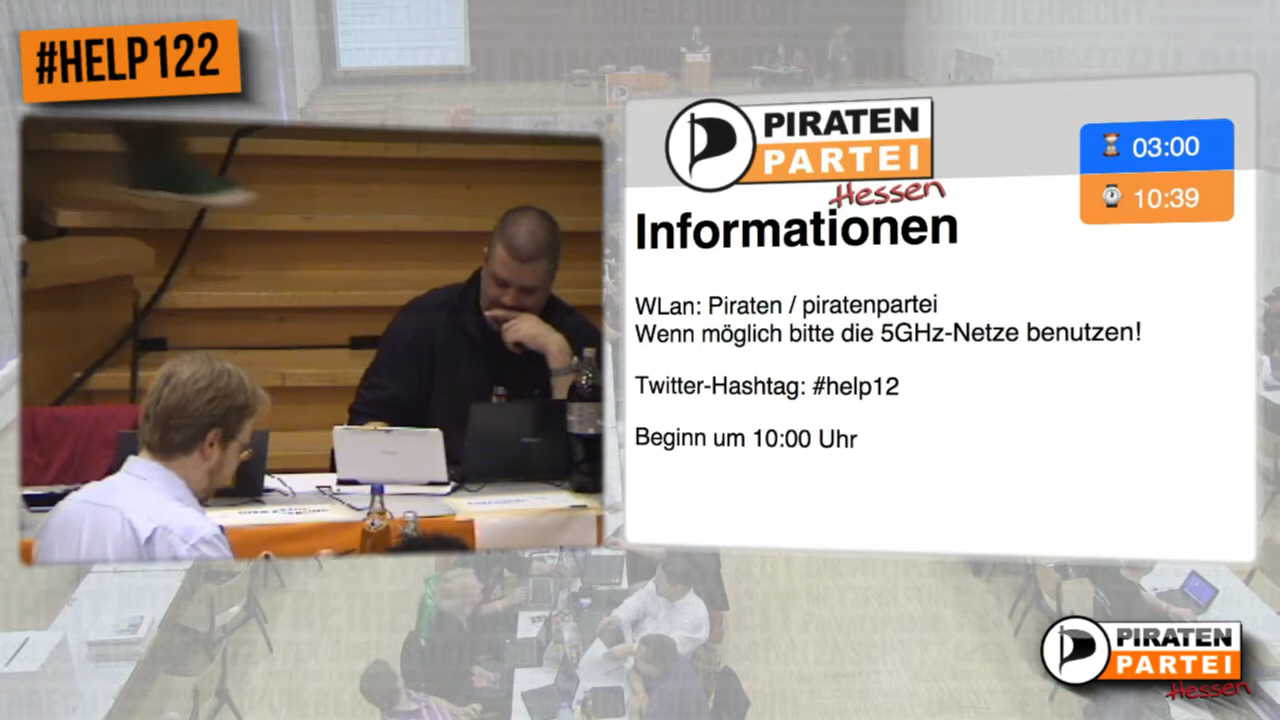 #HELP122
PIRATEN
PARTEI
Hessen
03:00
10:39
Informationen
WLan: Piraten / piratenpartei
Wenn möglich bitte die 5GHz-Netze benutzen!
Twitter-Hashtag: #help12
Beginn um 10:00 Uhr
PIRATEN
PARTEI
Hessen